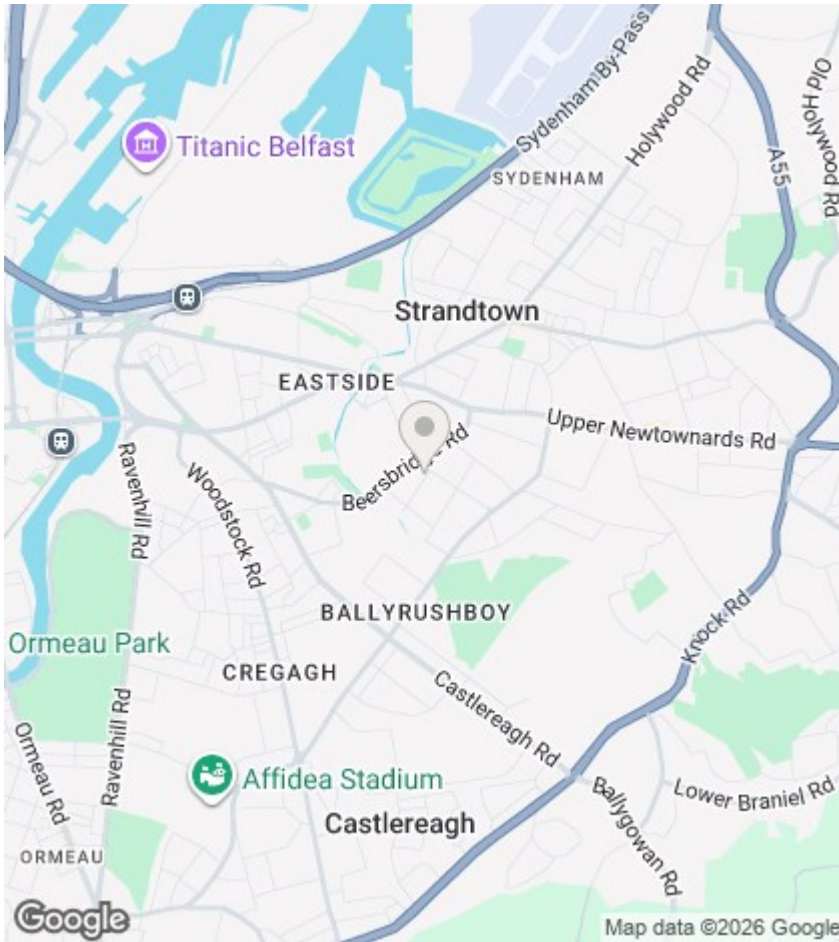 Sydenham By-Pass
Holywood Rd
Old Holywood Rd
A55
Titanic Belfast
SYDENHAM
Strandtown
EASTSIDE
Upper Newtownards Rd
Beersbridge Rd
Ravenhill Rd
Woodstock Rd
BALLYRUSHBOY
Ormeau Park
CREGAGH
Knock Rd
Castlereagh Rd
Ravenhill Rd
Ormeau Rd
Affidea Stadium
Lower Braniel Rd
Ballygowan Rd
Castlereagh
ORMEAU
Google
Map data ©2026 Google